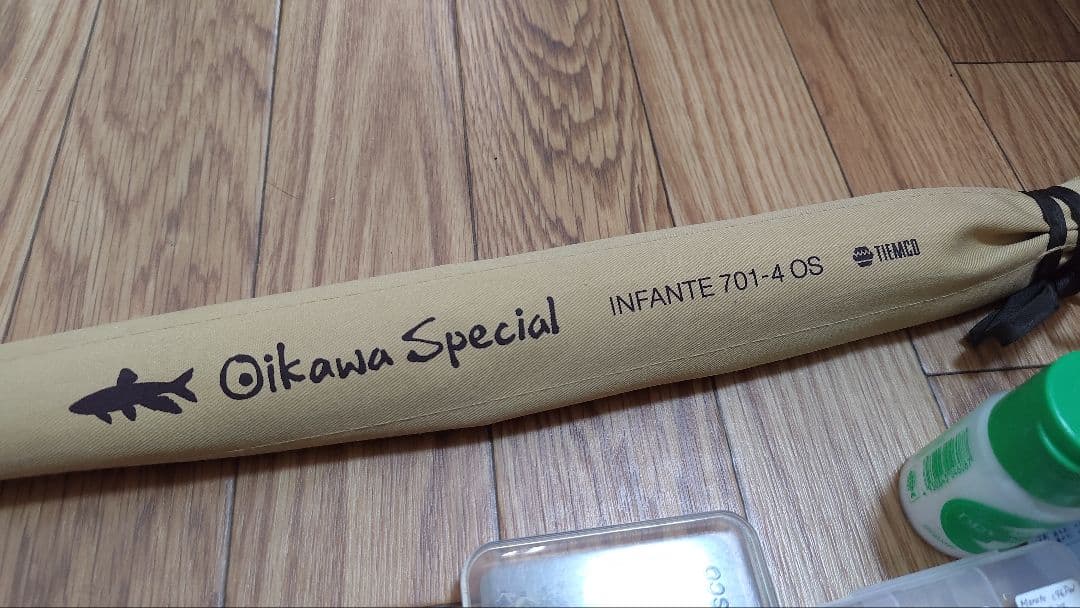 Oikawa Special
INFANTE 701-4 OS
TIEMCO